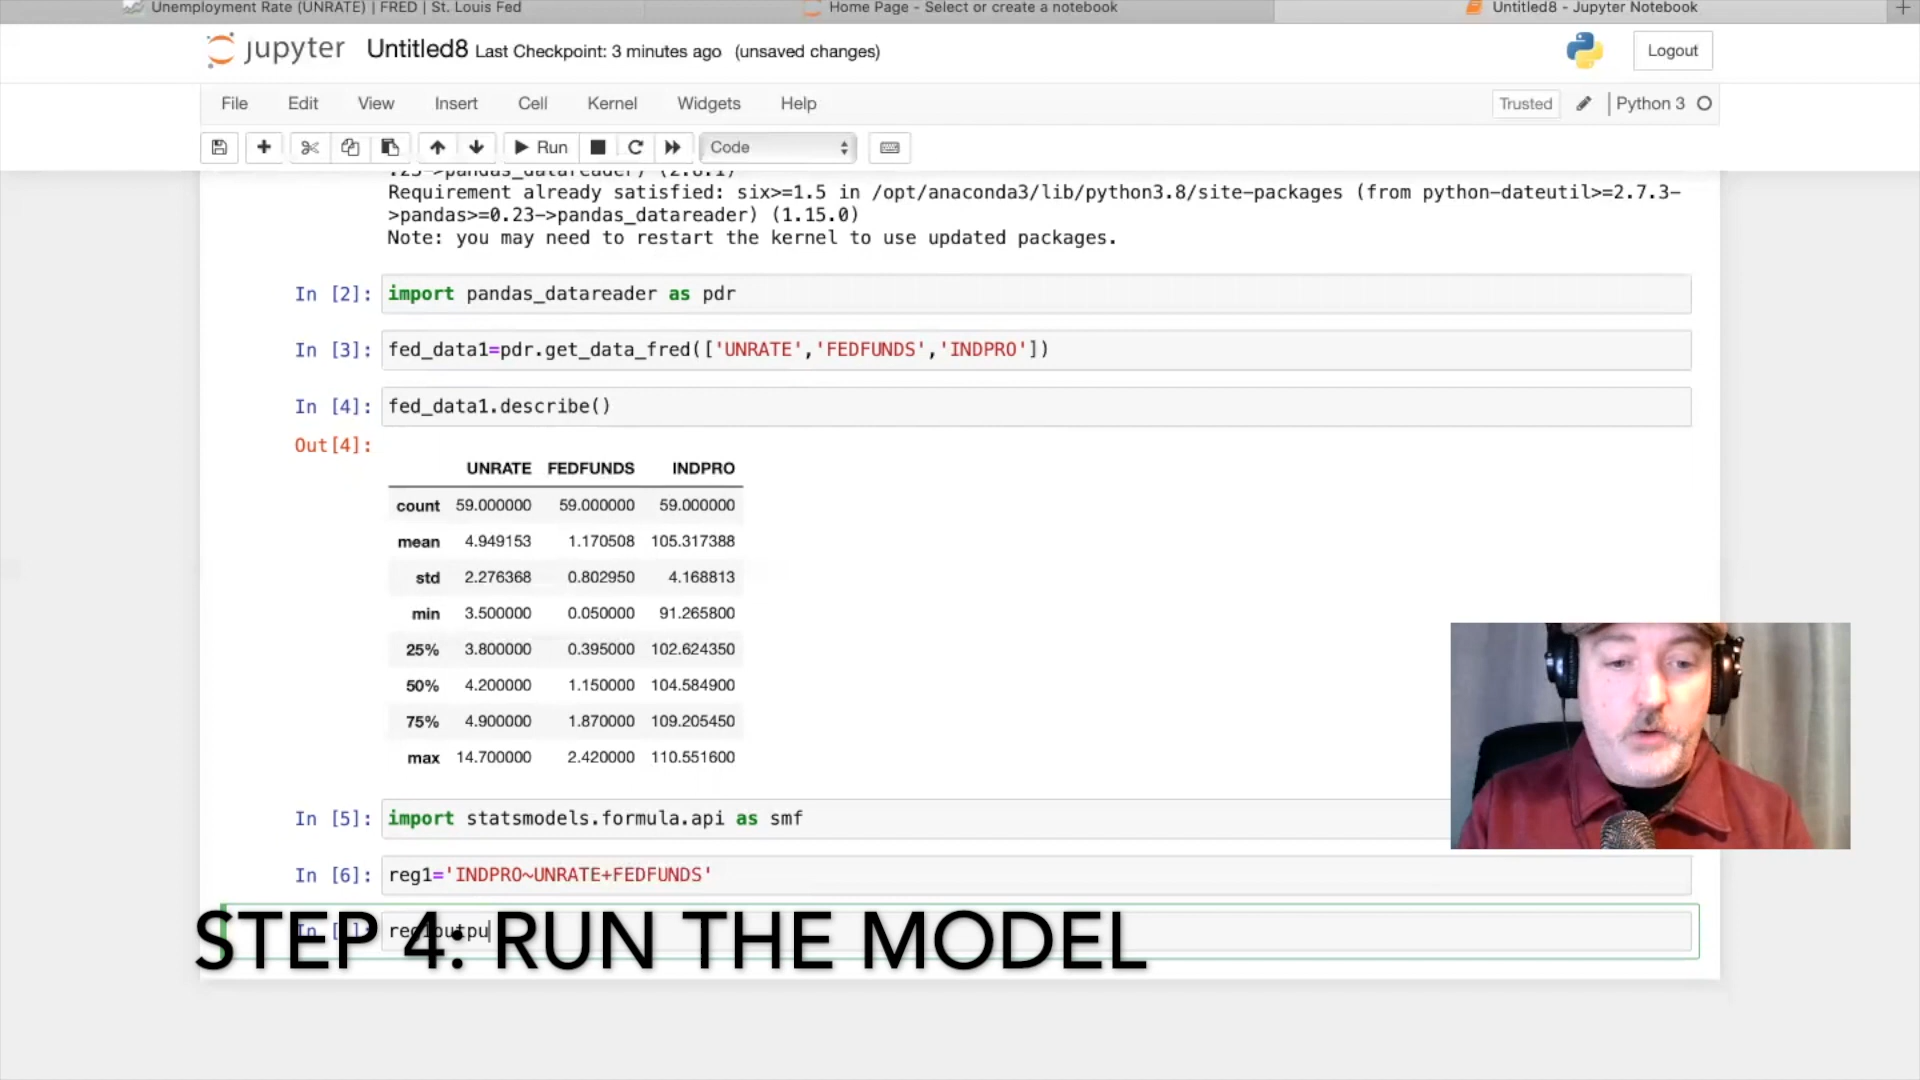 Unemployment Rate (UNRATE) | FRED | St. Louis Fed
Home Page - Select or create a notebook
Untitled8 - Jupyter Notebook
jupyter Untitled8 Last Checkpoint: 3 minutes ago (unsaved changes)
Logout
File Edit View Insert Cell Kernel Widgets Help
Trusted Python 3
Run Code
.23->pandas_datareader) (2.8.1)
Requirement already satisfied: six>=1.5 in /opt/anaconda3/lib/python3.8/site-packages (from python-dateutil>=2.7.3-
>pandas>=0.23->pandas_datareader) (1.15.0)
Note: you may need to restart the kernel to use updated packages.
In [2]: import pandas_datareader as pdr
In [3]: fed_data1=pdr.get_data_fred(['UNRATE','FEDFUNDS','INDPRO'])
In [4]: fed_data1.describe()
Out[4]:
UNRATE FEDFUNDS INDPRO
count 59.000000 59.000000 59.000000
mean 4.949153 1.170508 105.317388
std 2.276368 0.802950 4.168813
min 3.500000 0.050000 91.265800
25% 3.800000 0.395000 102.624350
50% 4.200000 1.150000 104.584900
75% 4.900000 1.870000 109.205450
max 14.700000 2.420000 110.551600
In [5]: import statsmodels.formula.api as smf
In [6]: reg1='INDPRO~UNRATE+FEDFUNDS'
In [ ]: reg1outpu
STEP 4: RUN THE MODEL